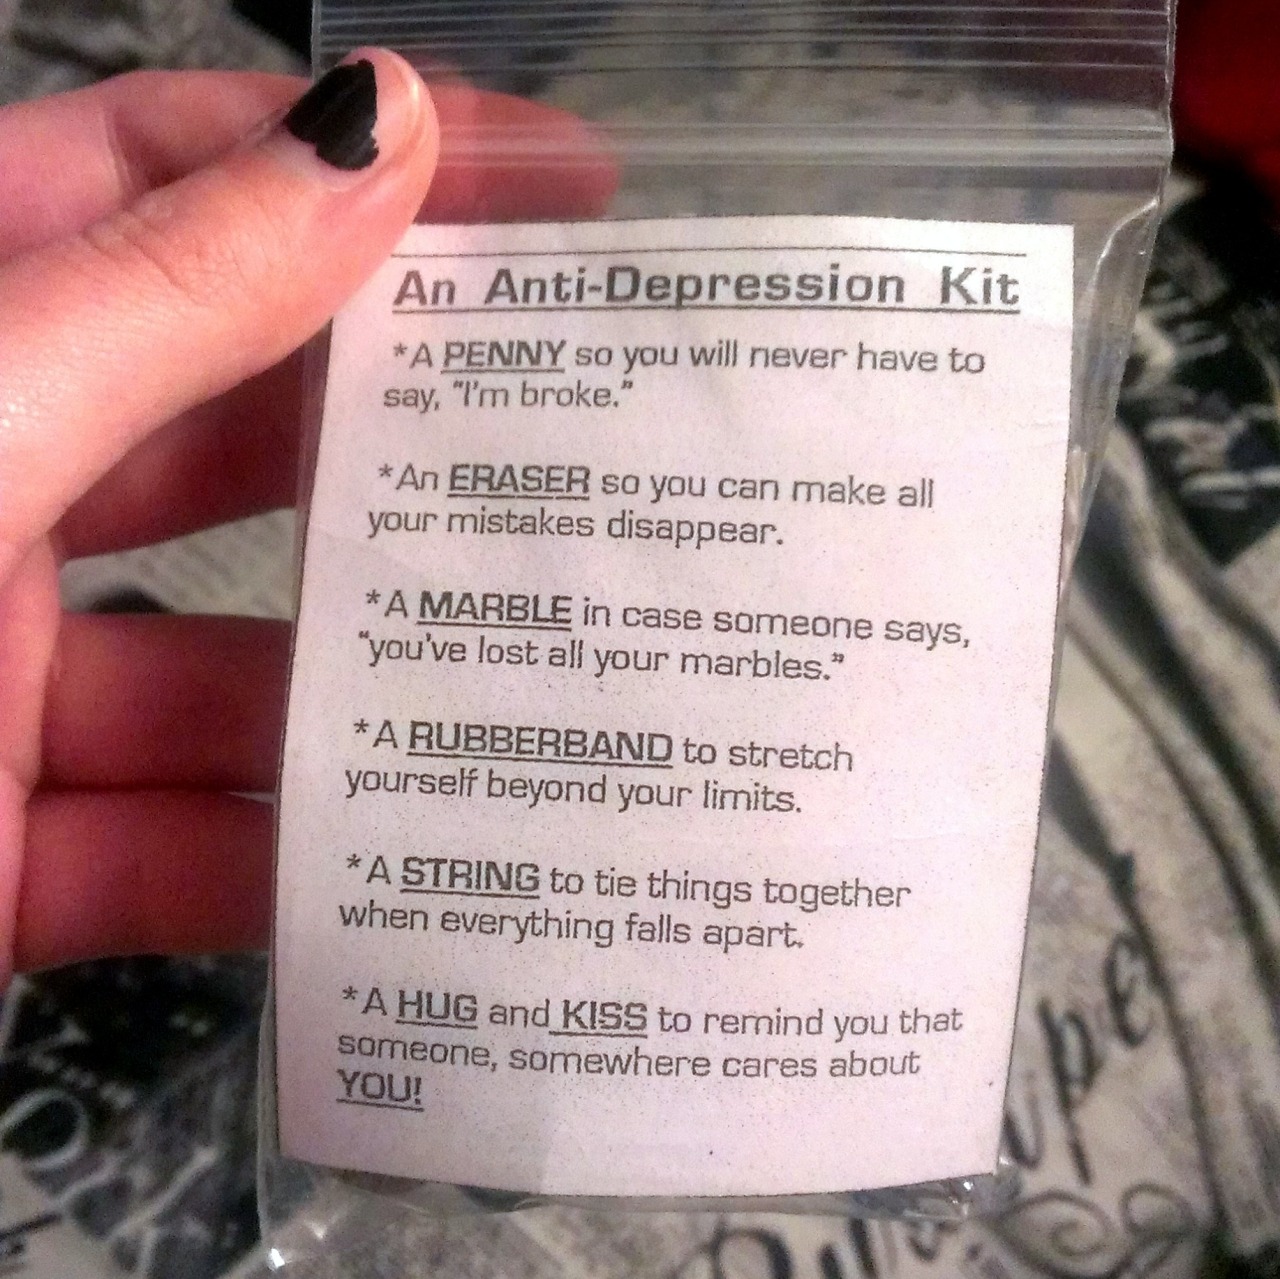 An Anti-Depression Kit
*A PENNY so you will never have to
say, "I'm broke."
*An ERASER so you can make all
your mistakes disappear.
*A MARBLE in case someone says,
"you've lost all your marbles."
*A RUBBERBAND to stretch
yourself beyond your limits.
*A STRING to tie things together
when everything falls apart.
*A HUG and KISS to remind you that
someone, somewhere cares about
YOU!